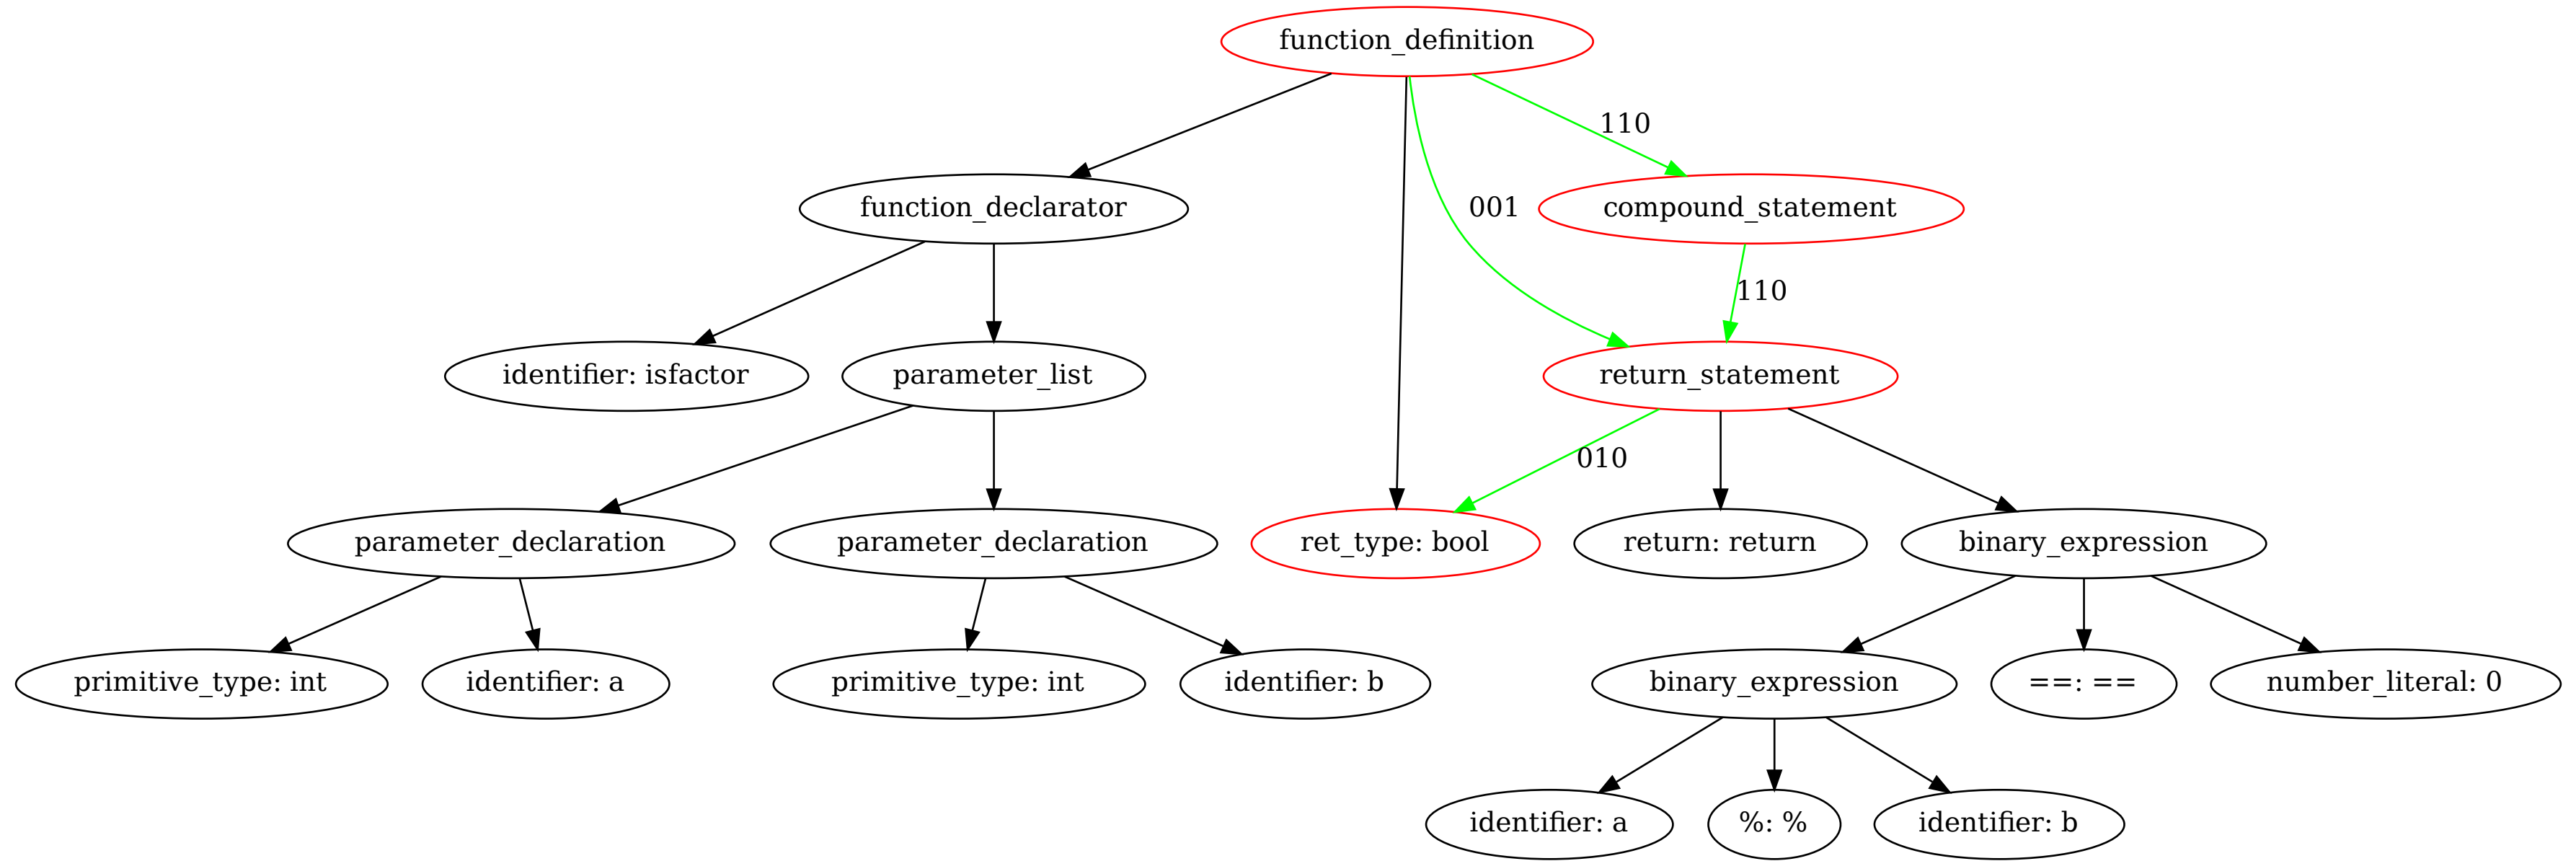 function_definition
110
function_declarator
001
compound_statement
110
identifier: isfactor
parameter_list
return_statement
010
parameter_declaration
parameter_declaration
ret_type: bool
return: return
binary_expression
primitive_type: int
identifier: a
primitive_type: int
identifier: b
binary_expression
==: ==
number_literal: 0
identifier: a
%: %
identifier: b